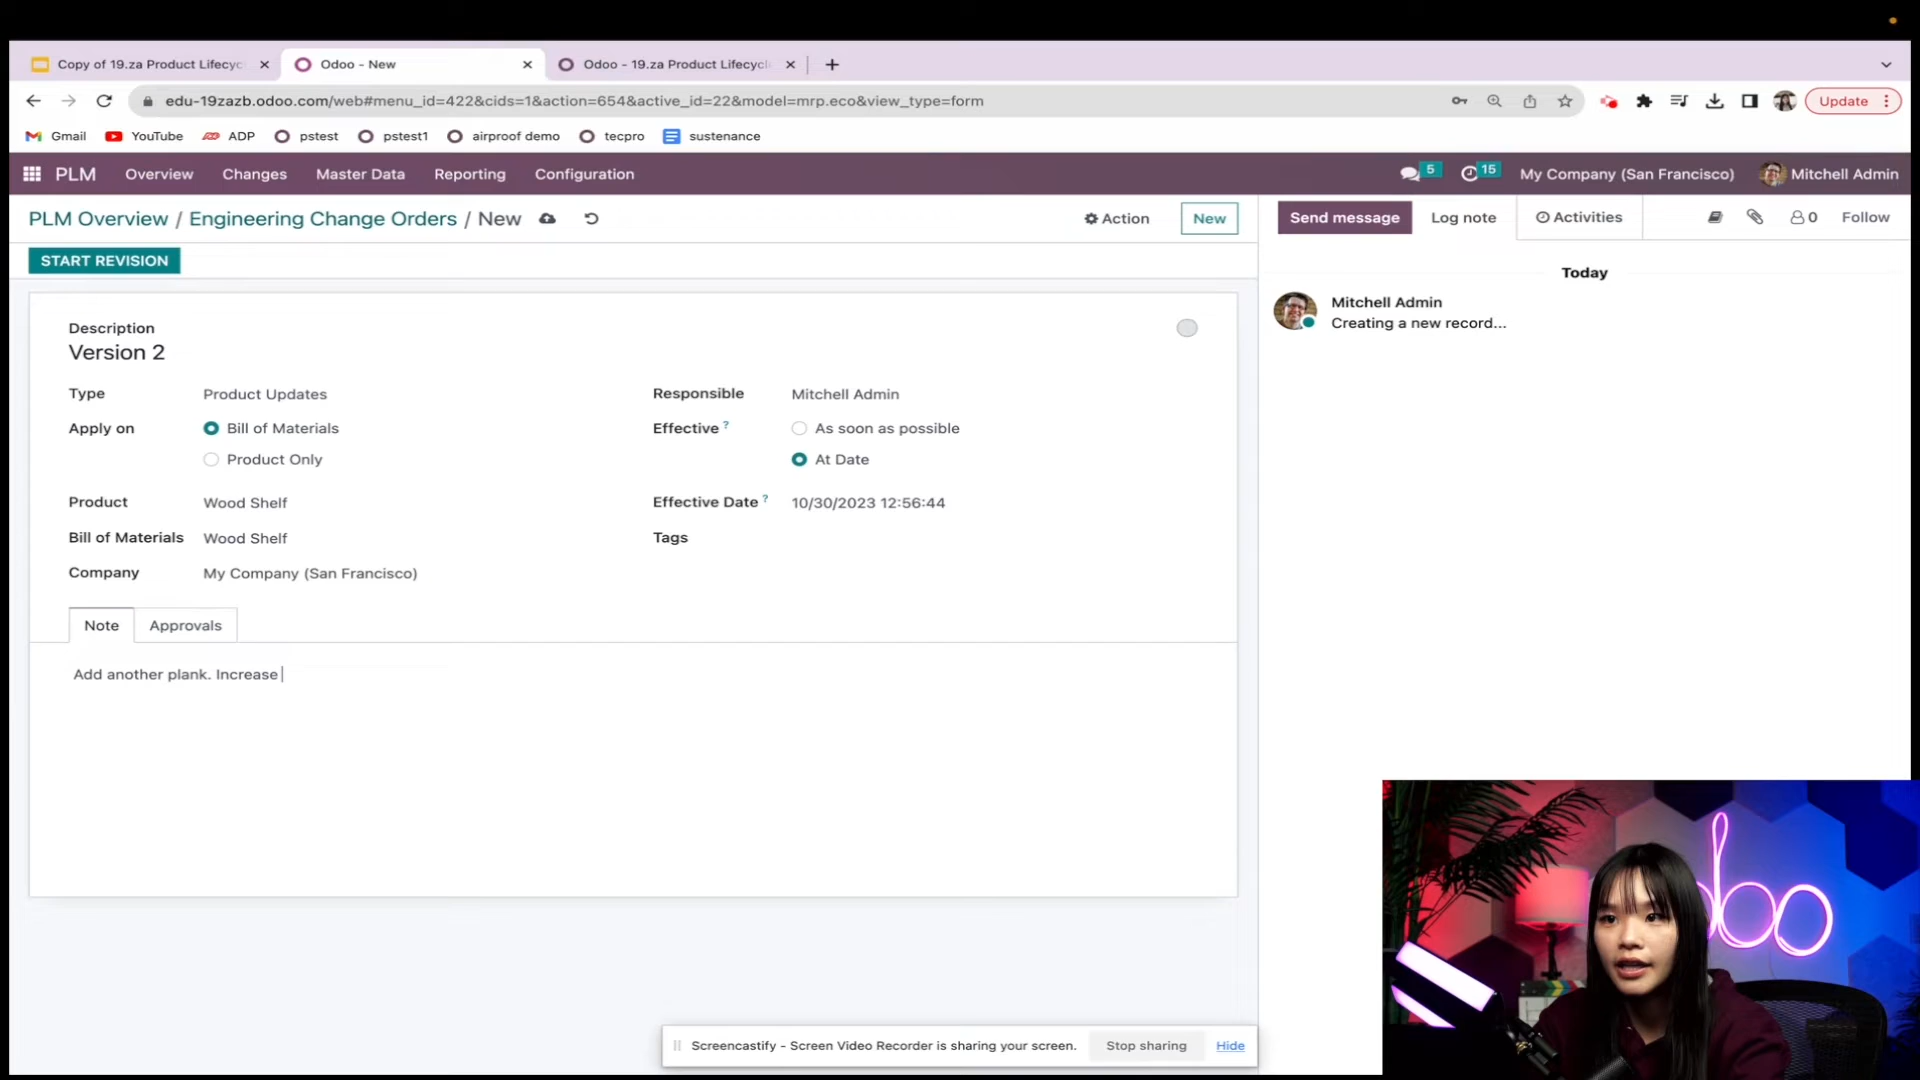 Copy of 19.za Product Lifecyc
Odoo - New
Odoo - 19.za Product Lifecycl
edu-19zazb.odoo.com/web#menu_id=422&cids=1&action=654&active_id=22&model=mrp.eco&view_type=form
Update
Gmail YouTube ADP pstest pstest1 airproof demo tecpro sustenance
PLM Overview Changes Master Data Reporting Configuration 5 15 My Company (San Francisco) Mitchell Admin
PLM Overview / Engineering Change Orders / New Action New
Send message Log note Activities 0 Follow
START REVISION
Today
Mitchell Admin
Creating a new record...
Description
Version 2
Type Product Updates
Responsible Mitchell Admin
Apply on Bill of Materials
Product Only
Effective ? As soon as possible
At Date
Product Wood Shelf
Effective Date ? 10/30/2023 12:56:44
Bill of Materials Wood Shelf
Tags
Company My Company (San Francisco)
Note Approvals
Add another plank. Increase
Screencastify - Screen Video Recorder is sharing your screen. Stop sharing Hide